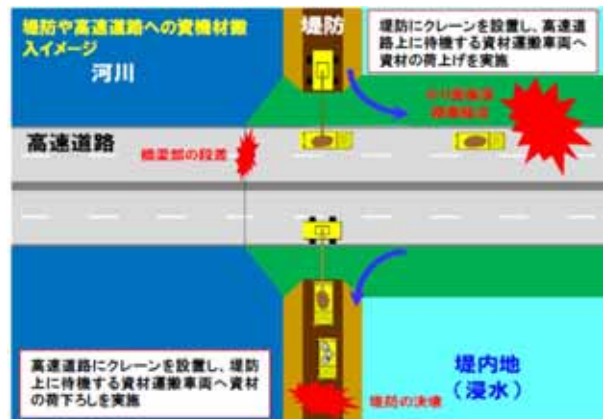 堤防や高速道路への資機材搬
入イメージ
河川
堤防
堤防にクレーンを設置し、高速道
路上に待機する資材運搬車両へ
資材の荷上げを実施
高速道路
橋梁部の段差
高速道路にクレーンを設置し、堤防
上に待機する資材運搬車両へ資材
の荷下ろしを実施
堤防の決壊
堤内地
(浸水)